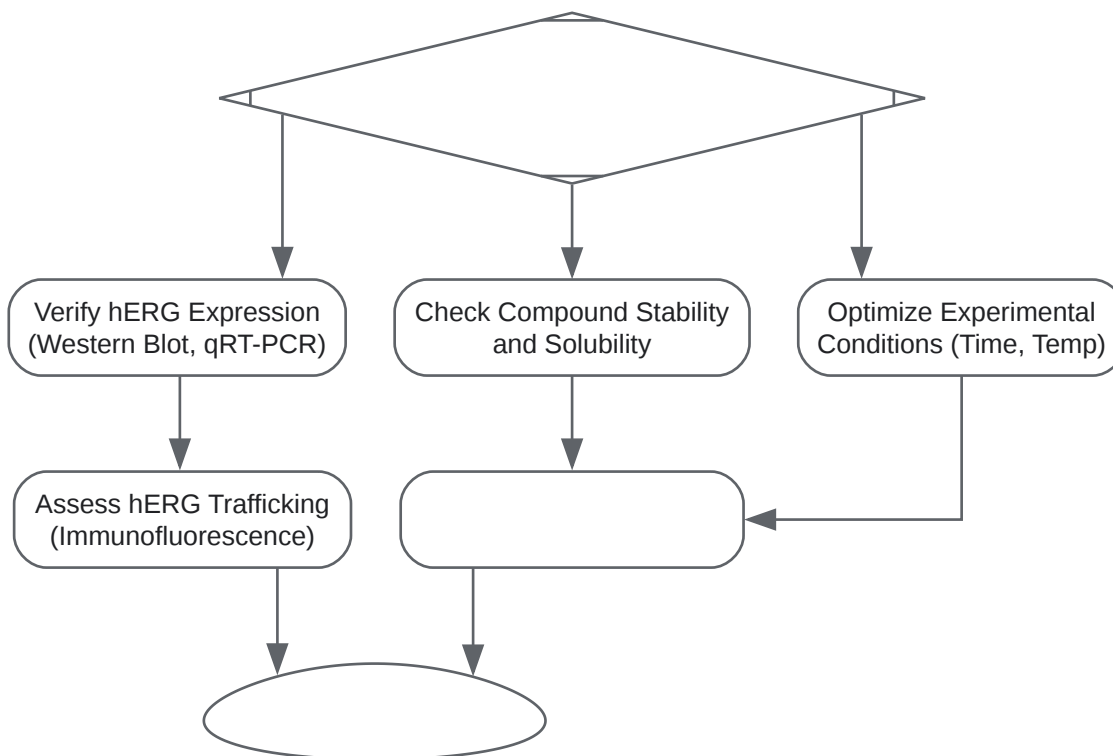 Verify hERG Expression
(Western Blot, qRT-PCR)
Check Compound Stability
and Solubility
Optimize Experimental
Conditions (Time, Temp)
Assess hERG Trafficking
(Immunofluorescence)